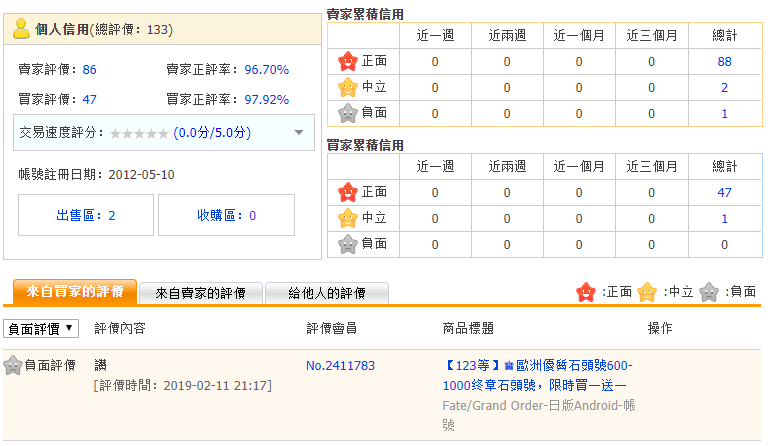 個人信用(總評價: 133)
賣家評價: 86 賣家正評率: 96.70%
買家評價: 47 買家正評率: 97.92%
交易速度評分: (0.0分/5.0分)
帳號註冊日期: 2012-05-10
出售區: 2 收購區: 0
賣家累積信用
近一週 近兩週 近一個月 近三個月 總計
正面 0 0 0 0 88
中立 0 0 0 0 2
負面 0 0 0 0 1
買家累積信用
近一週 近兩週 近一個月 近三個月 總計
正面 0 0 0 0 47
中立 0 0 0 0 1
負面 0 0 0 0 0
來自買家的評價 來自賣家的評價 給他人的評價 :正面 :中立 :負面
負面評價 評價內容 評價會員 商品標題 操作
負面評價 讚 No.2411783 【123等】♛歐洲優質石頭號600-
[評價時間: 2019-02-11 21:17] 1000终章石頭號，限時買一送一
Fate/Grand Order-日版Android-帳
號